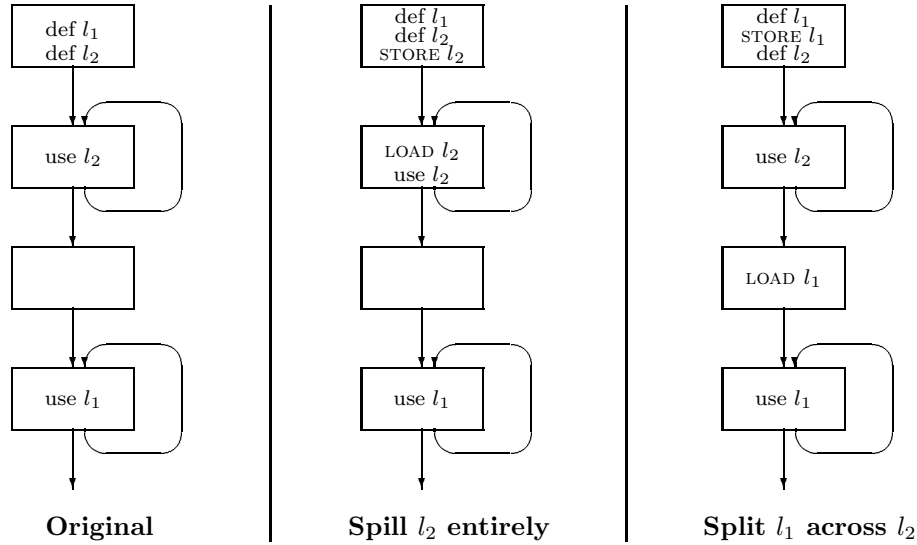 def l₁
def l₂
use l₂
use l₁
Original
def l₁
def l₂
STORE l₂
LOAD l₂
use l₂
use l₁
Spill l₂ entirely
def l₁
STORE l₁
def l₂
use l₂
LOAD l₁
use l₁
Split l₁ across l₂